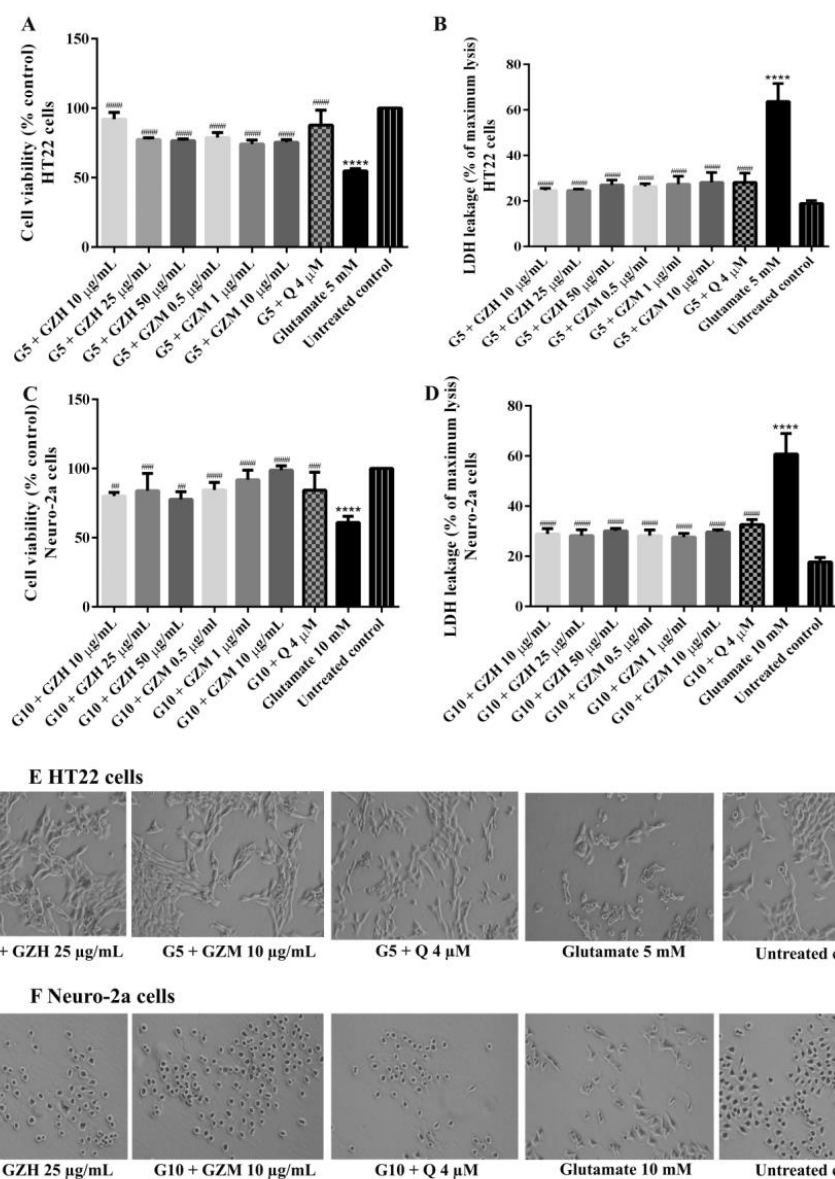 A
Cell viability (% control)
HT22 cells
150
100
50
0
G5 + GZH 10 µg/mL
G5 + GZH 25 µg/mL
G5 + GZH 50 µg/mL
G5 + GZM 0.5 µg/mL
G5 + GZM 1 µg/mL
G5 + GZM 10 µg/mL
G5 + Q 4 µM
Glutamate 5 mM
Untreated control
****
B
LDH leakage (% of maximum lysis)
HT22 cells
80
60
40
20
0
G5 + GZH 10 µg/mL
G5 + GZH 25 µg/mL
G5 + GZH 50 µg/mL
G5 + GZM 0.5 µg/ml
G5 + GZM 1 µg/mL
G5 + GZM 10 µg/mL
G5 + Q 4 µM
Glutamate 5 mM
Untreated control
****
C
Cell viability (% control)
Neuro-2a cells
150
100
50
0
G10 + GZH 10 µg/mL
G10 + GZH 25 µg/mL
G10 + GZH 50 µg/mL
G10 + GZM 0.5 µg/ml
G10 + GZM 1 µg/ml
G10 + GZM 10 µg/mL
G10 + Q 4 µM
Glutamate 10 mM
Untreated control
****
D
LDH leakage (% of maximum lysis)
Neuro-2a cells
80
60
40
20
0
G10 + GZH 10 µg/mL
G10 + GZH 25 µg/mL
G10 + GZH 50 µg/mL
G10 + GZM 0.5 µg/ml
G10 + GZM 1 µg/ml
G10 + GZM 10 µg/mL
G10 + Q 4 µM
Glutamate 10 mM
Untreated control
****
E HT22 cells
+ GZH 25 µg/mL
G5 + GZM 10 µg/mL
G5 + Q 4 µM
Glutamate 5 mM
Untreated
F Neuro-2a cells
GZH 25 µg/mL
G10 + GZM 10 µg/mL
G10 + Q 4 µM
Glutamate 10 mM
Untreated